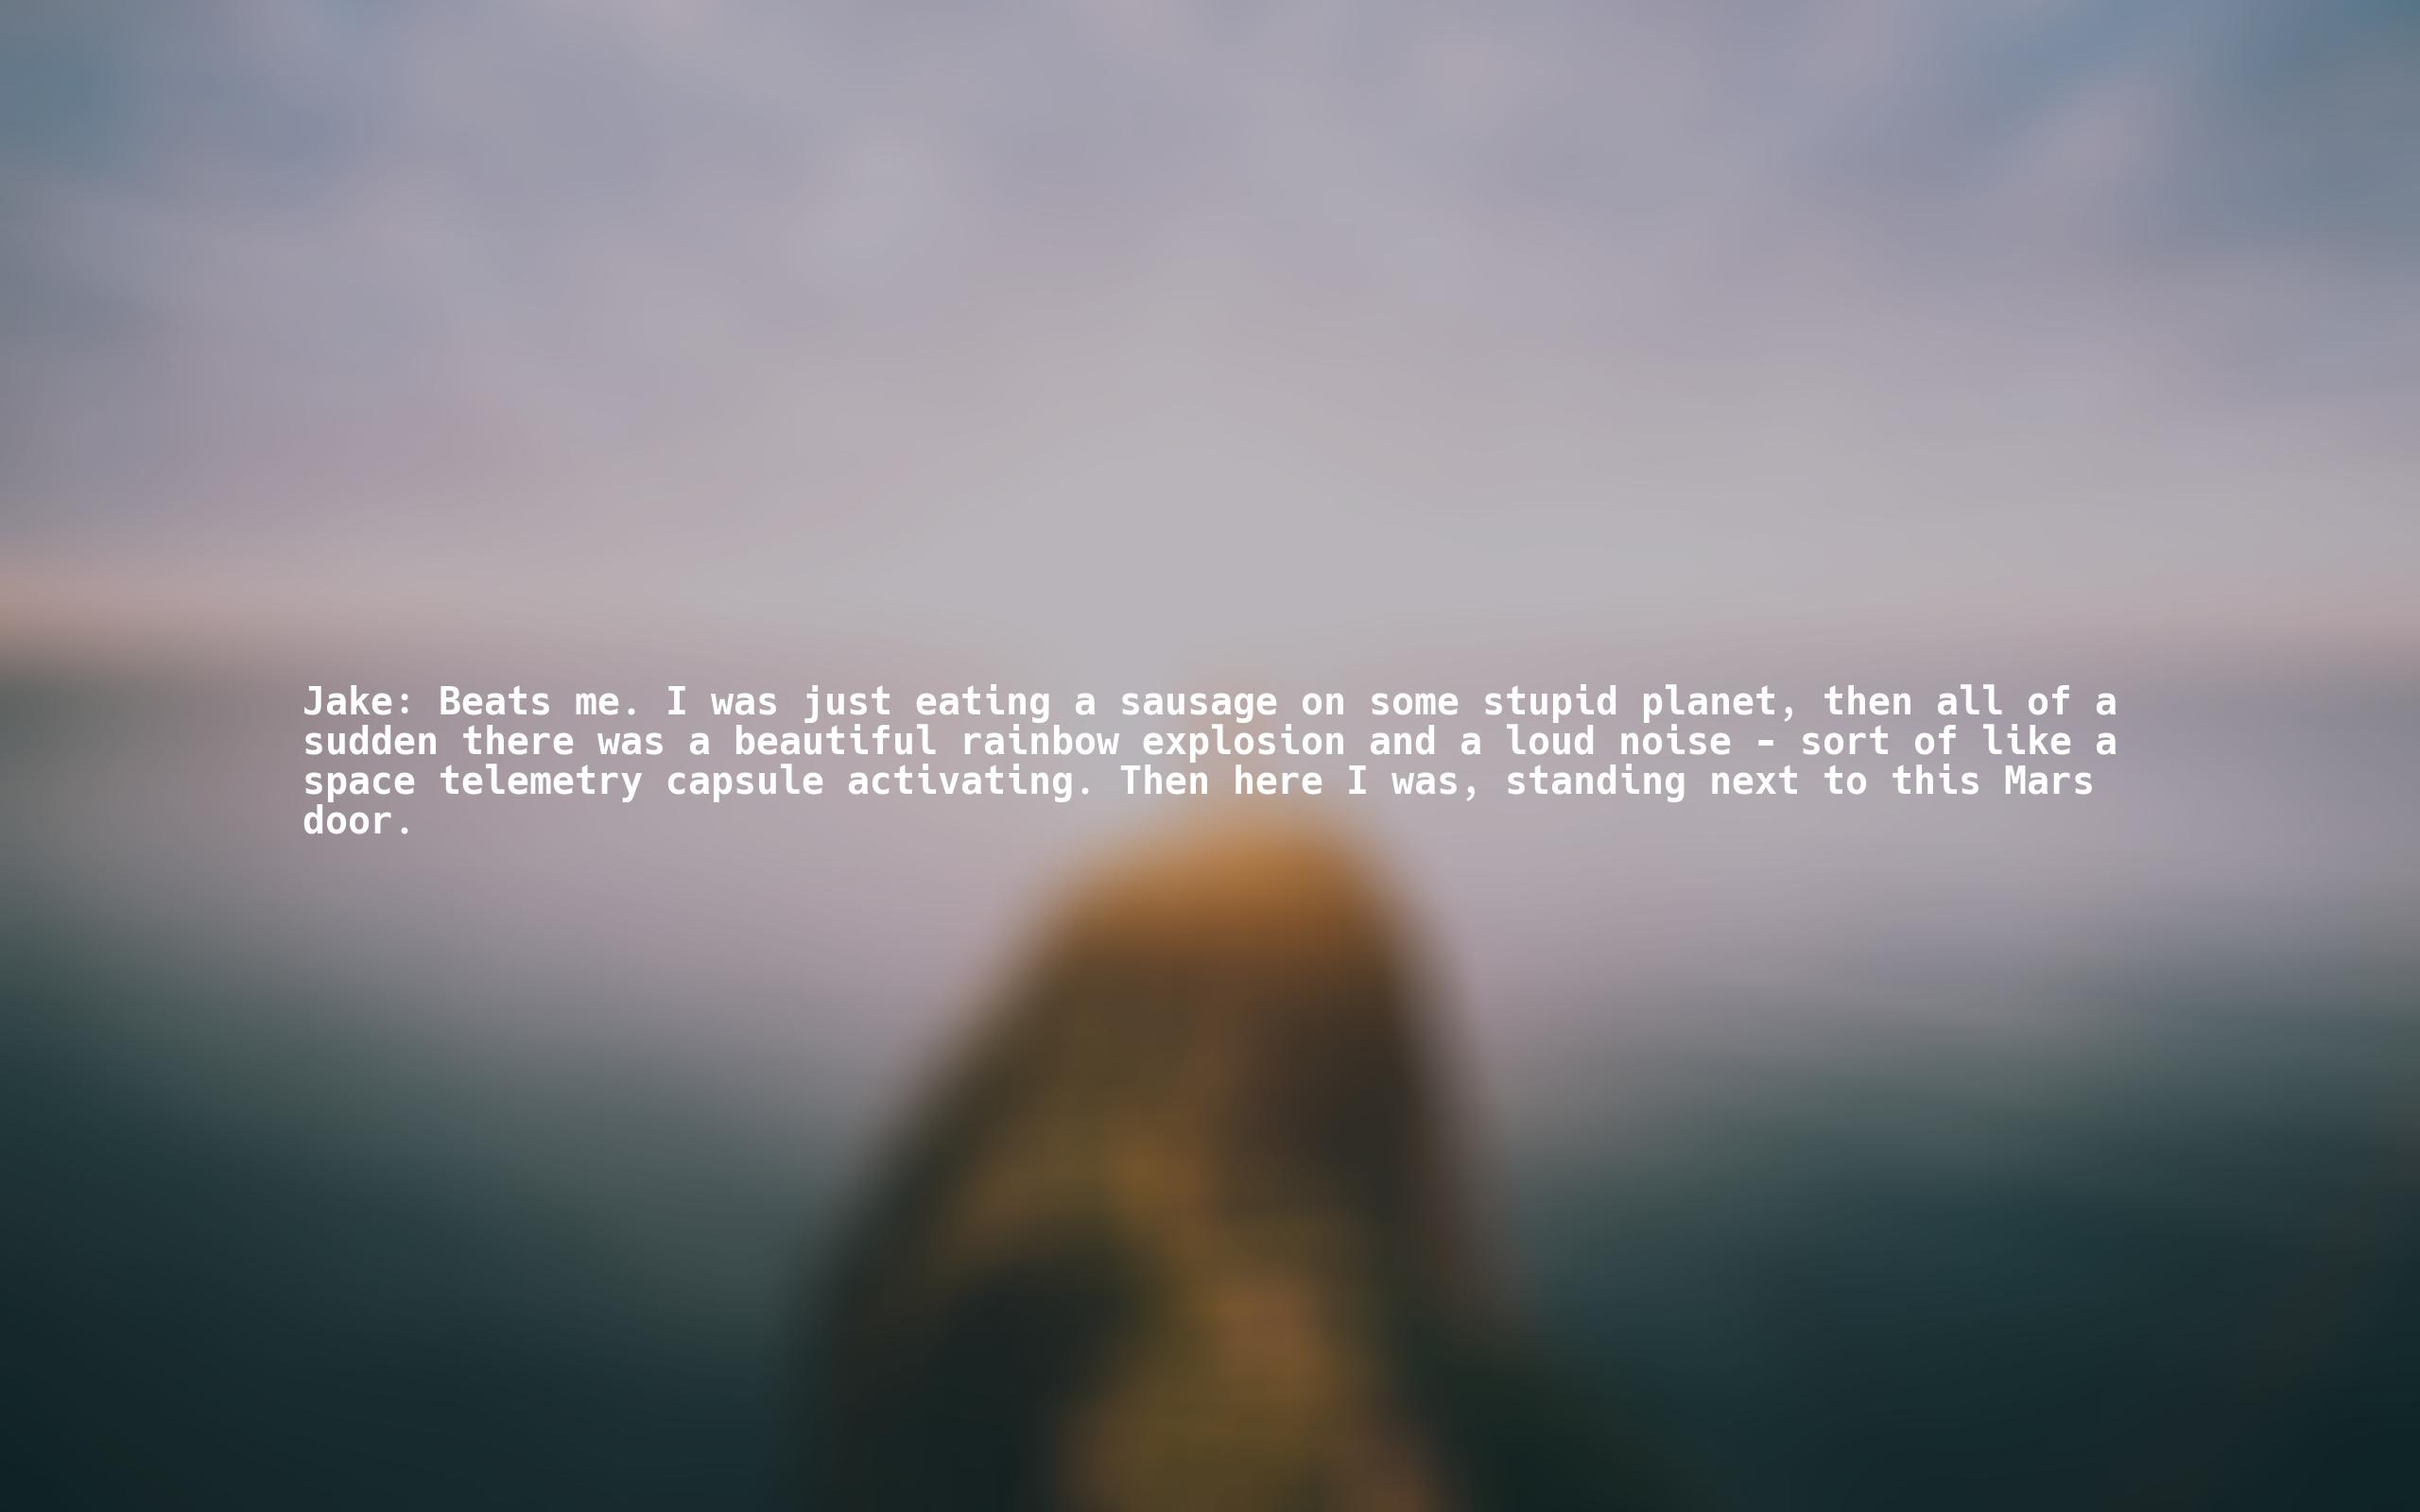 Jake: Beats me. I was just eating a sausage on some stupid planet, then all of a
sudden there was a beautiful rainbow explosion and a loud noise - sort of like a
space telemetry capsule activating. Then here I was, standing next to this Mars
door.